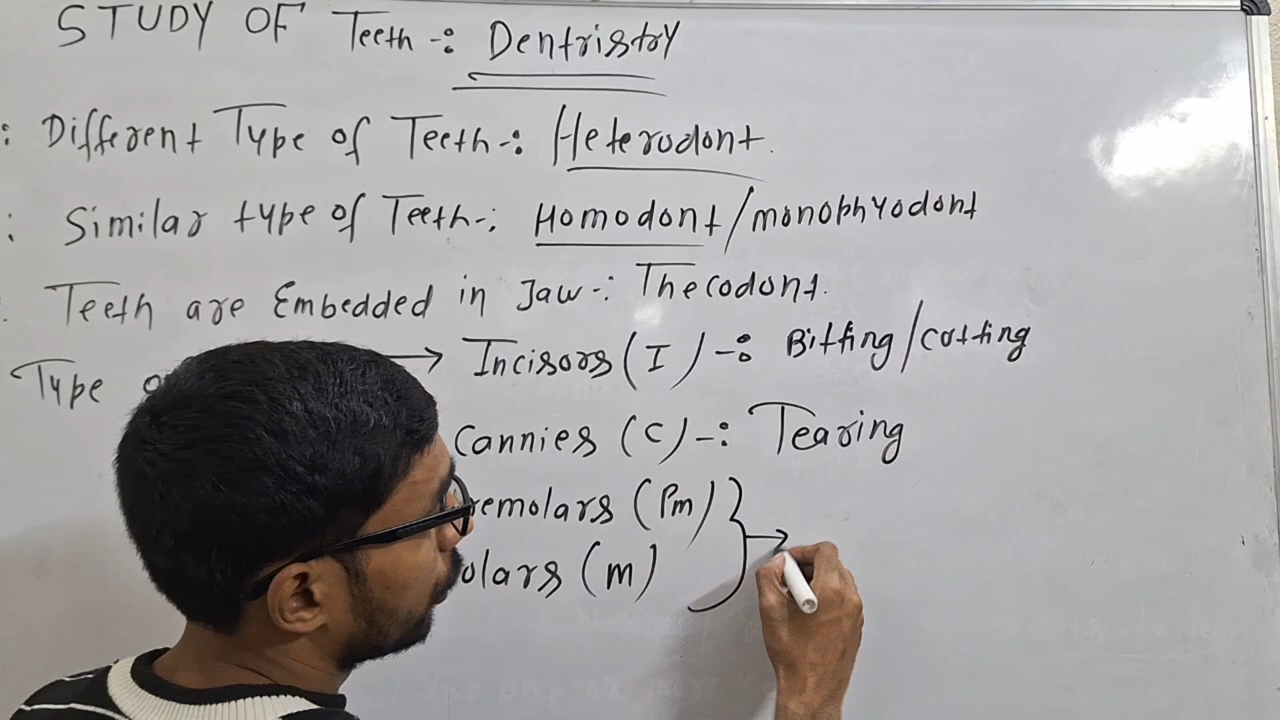 STUDY OF Teeth -: Dentristry
: Different Type of Teeth-: Heterodont.
: Similar type of Teeth-: Homodont/monophyodont
. Teeth are Embedded in Jaw-: Thecodont.
Type → Incisors (I) -: Bitting/cutting
Cannies (C) -: Tearing
remolars (Pm)
olars (m)